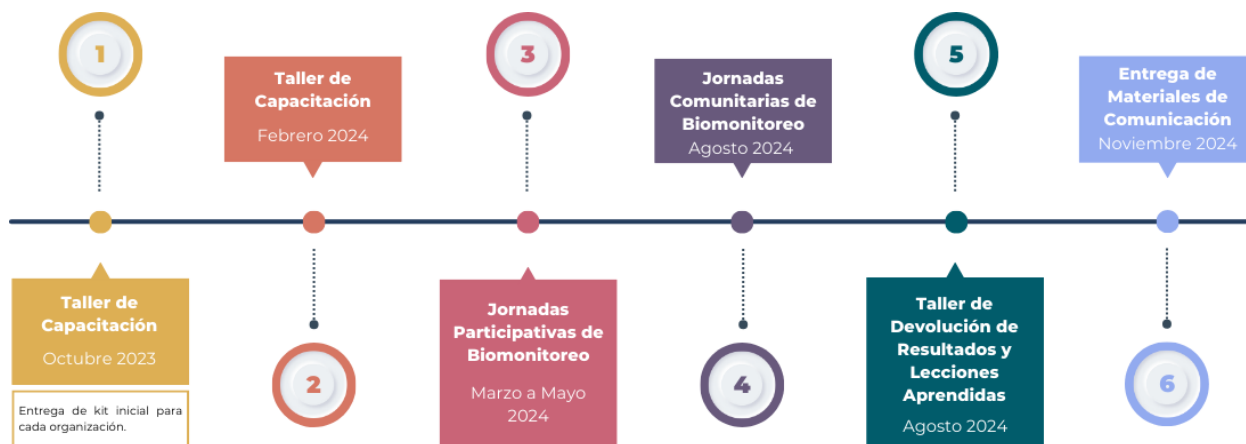 1
Taller de
Capacitación
Octubre 2023
Entrega de kit inicial para
cada organización.
Taller de
Capacitación
Febrero 2024
2
3
Jornadas
Participativas de
Biomonitoreo
Marzo a Mayo
2024
Jornadas
Comunitarias de
Biomonitoreo
Agosto 2024
4
5
Taller de
Devolución de
Resultados y
Lecciones
Aprendidas
Agosto 2024
Entrega de
Materiales de
Comunicación
Noviembre 2024
6